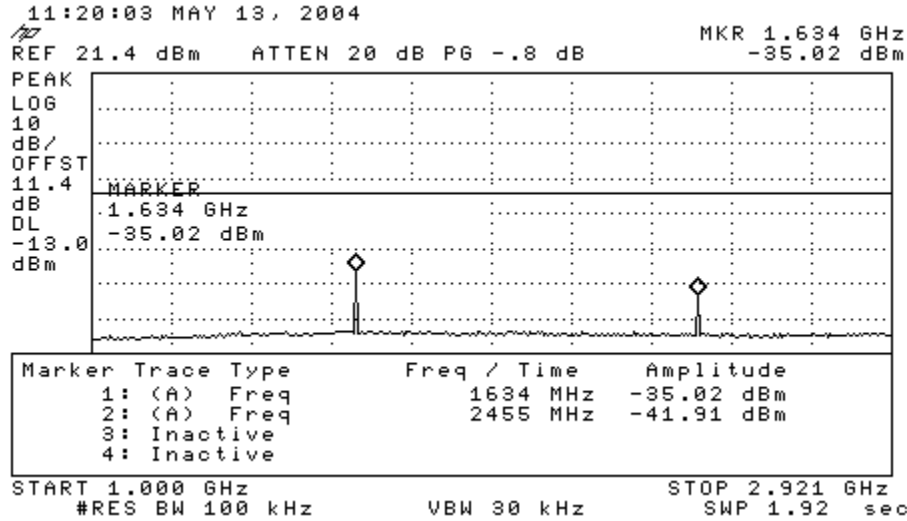 11:20:03 MAY 13, 2004
hp
MKR 1.634 GHz
REF 21.4 dBm ATTEN 20 dB PG -.8 dB -35.02 dBm
PEAK
LOG
10
dB/
OFFST
11.4
dB
DL
-13.0
dBm
MARKER
1.634 GHz
-35.02 dBm
Marker Trace Type Freq / Time Amplitude
1: (A) Freq 1634 MHz -35.02 dBm
2: (A) Freq 2455 MHz -41.91 dBm
3: Inactive
4: Inactive
START 1.000 GHz STOP 2.921 GHz
#RES BW 100 kHz VBW 30 kHz SWP 1.92 sec